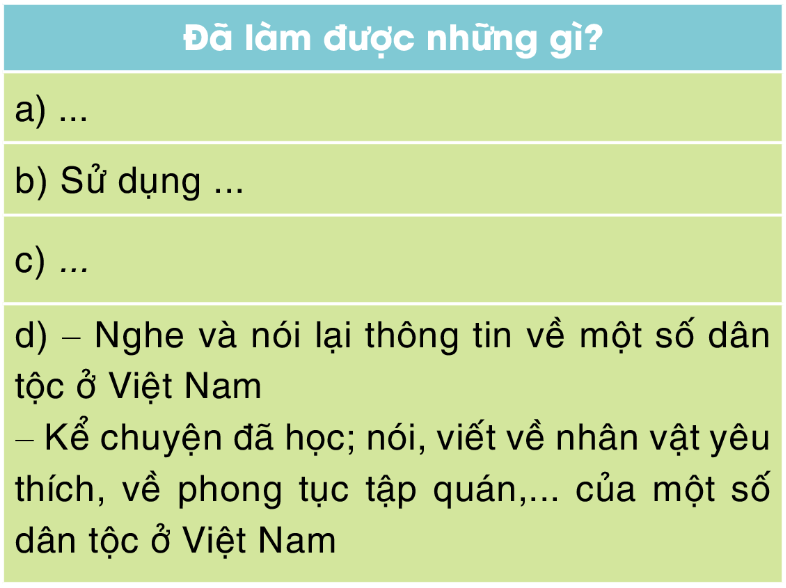 Đã làm được những gì?
a) ...
b) Sử dụng ...
c) ...
d) – Nghe và nói lại thông tin về một số dân
tộc ở Việt Nam
– Kể chuyện đã học; nói, viết về nhân vật yêu
thích, về phong tục tập quán,... của một số
dân tộc ở Việt Nam